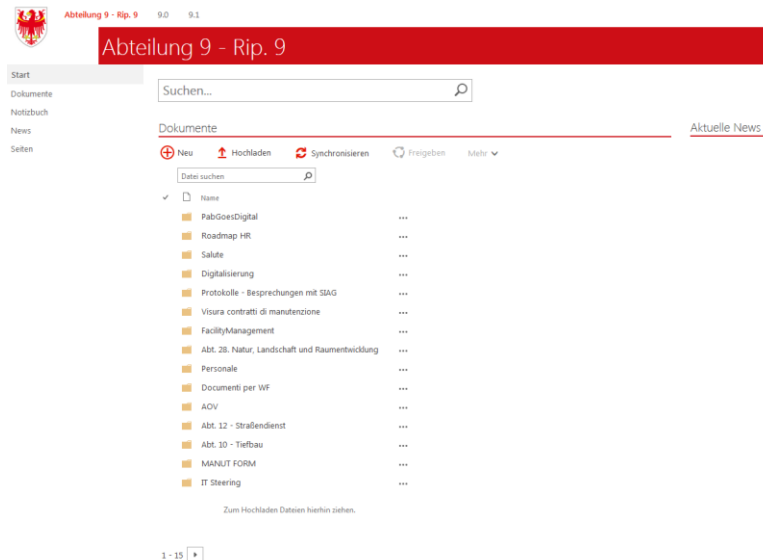 Abteilung 9 - Rip. 9 9.0 9.1
Abteilung 9 - Rip. 9
Start
Dokumente
Notizbuch
News
Seiten
Suchen...
Dokumente
Neu Hochladen Synchronisieren Freigeben Mehr
Datei suchen
Name
PabGoesDigital ...
Roadmap HR ...
Salute ...
Digitalisierung ...
Protokolle - Besprechungen mit SIAG ...
Visura contratti di manutenzione ...
FacilityManagement ...
Abt. 28. Natur, Landschaft und Raumentwicklung ...
Personale ...
Documenti per WF ...
AOV ...
Abt. 12 - Straßendienst ...
Abt. 10 - Tiefbau ...
MANUT FORM ...
IT Steering ...
Zum Hochladen Dateien hierhin ziehen.
1 - 15
Aktuelle News